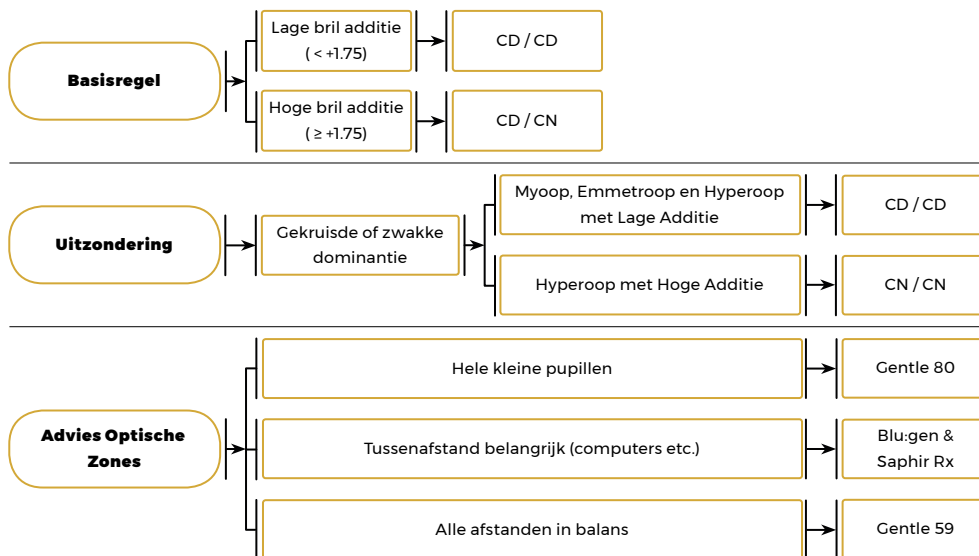 Basisregel
Lage bril additie
( < +1.75)
CD / CD
Hoge bril additie
( ≥ +1.75)
CD / CN
Uitzondering
Gekruisde of zwakke
dominantie
Myoop, Emmetroop en Hyperoop
met Lage Additie
CD / CD
Hyperoop met Hoge Additie
CN / CN
Advies Optische
Zones
Hele kleine pupillen
Gentle 80
Tussenafstand belangrijk (computers etc.)
Blu:gen &
Saphir Rx
Alle afstanden in balans
Gentle 59